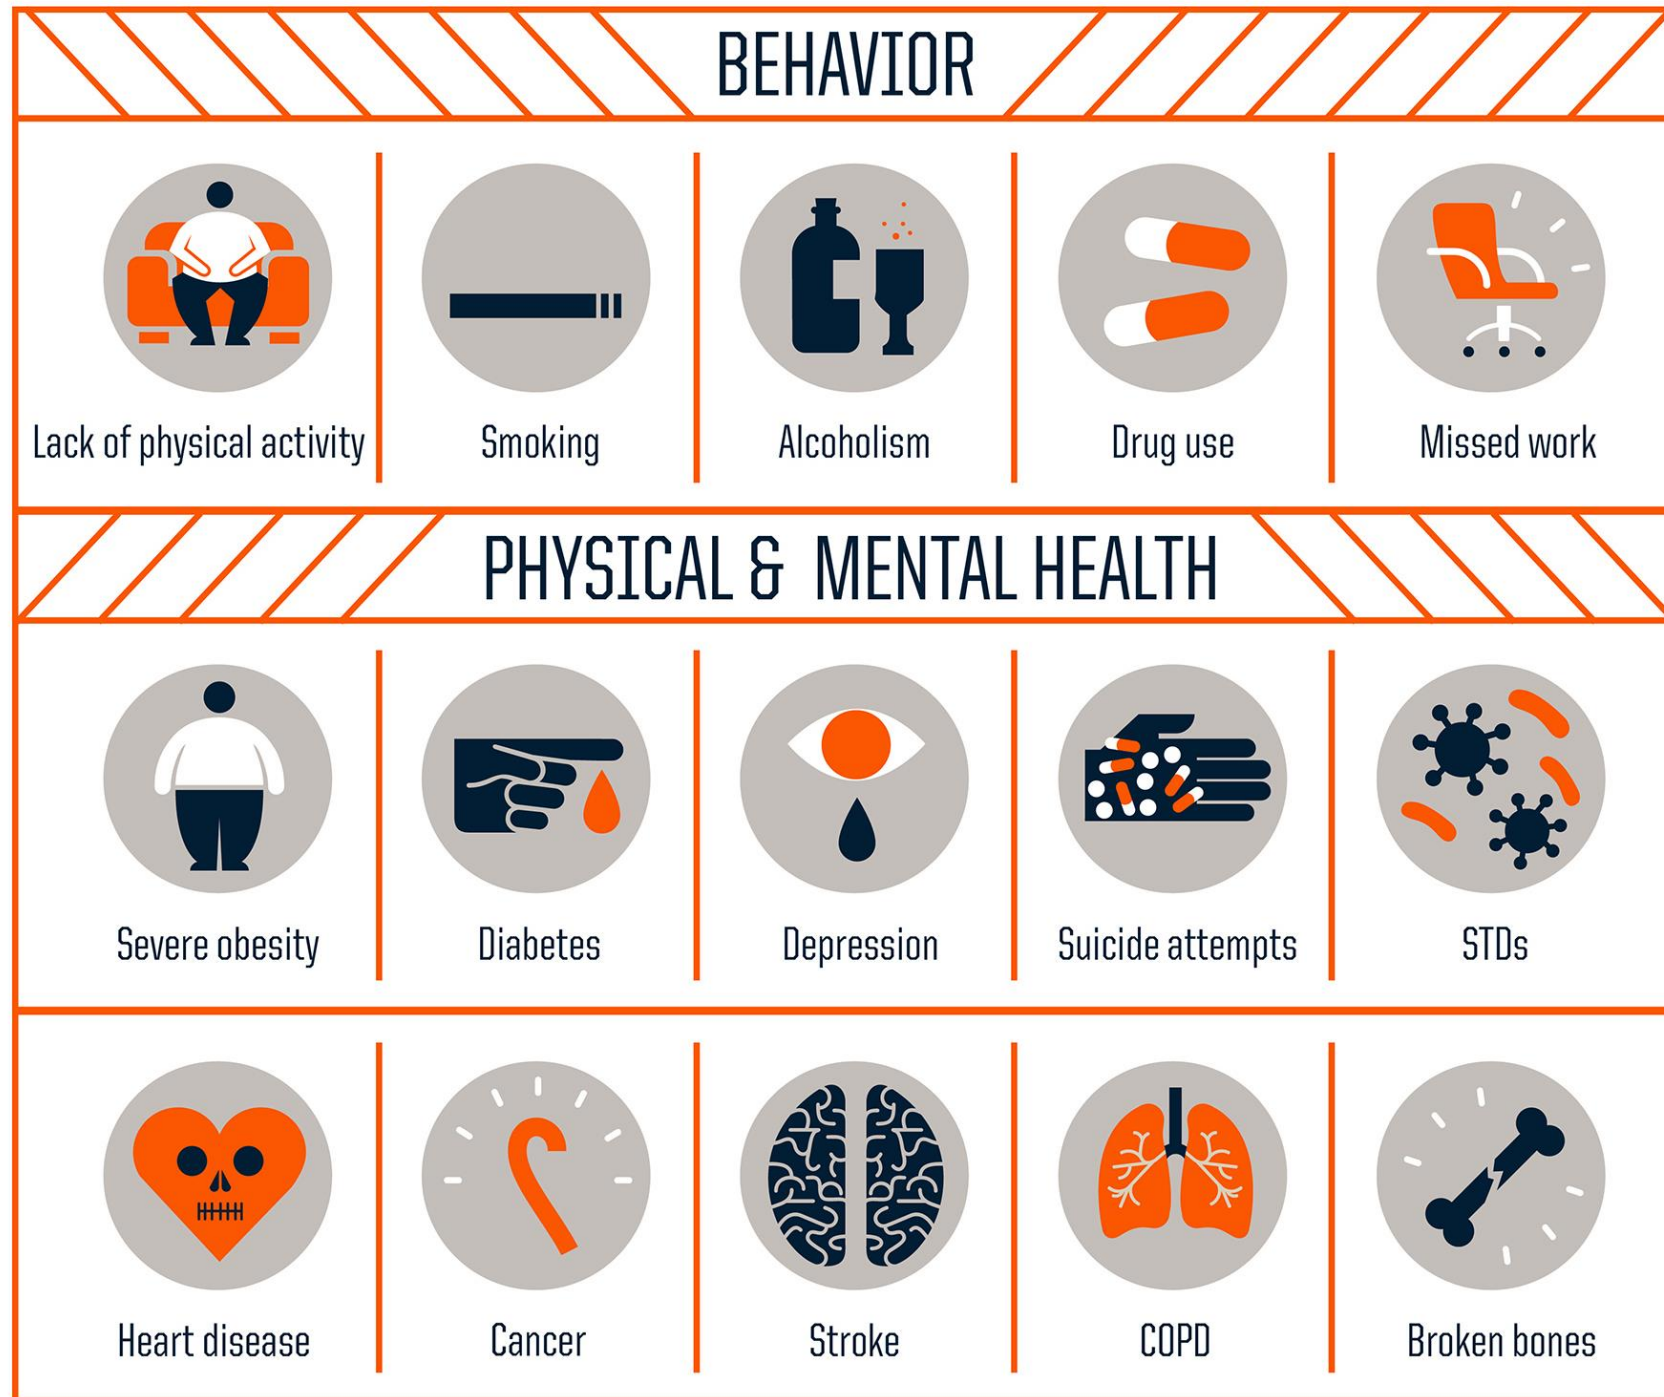 BEHAVIOR
Lack of physical activity
Smoking
Alcoholism
Drug use
Missed work
PHYSICAL & MENTAL HEALTH
Severe obesity
Diabetes
Depression
Suicide attempts
STDs
Heart disease
Cancer
Stroke
COPD
Broken bones